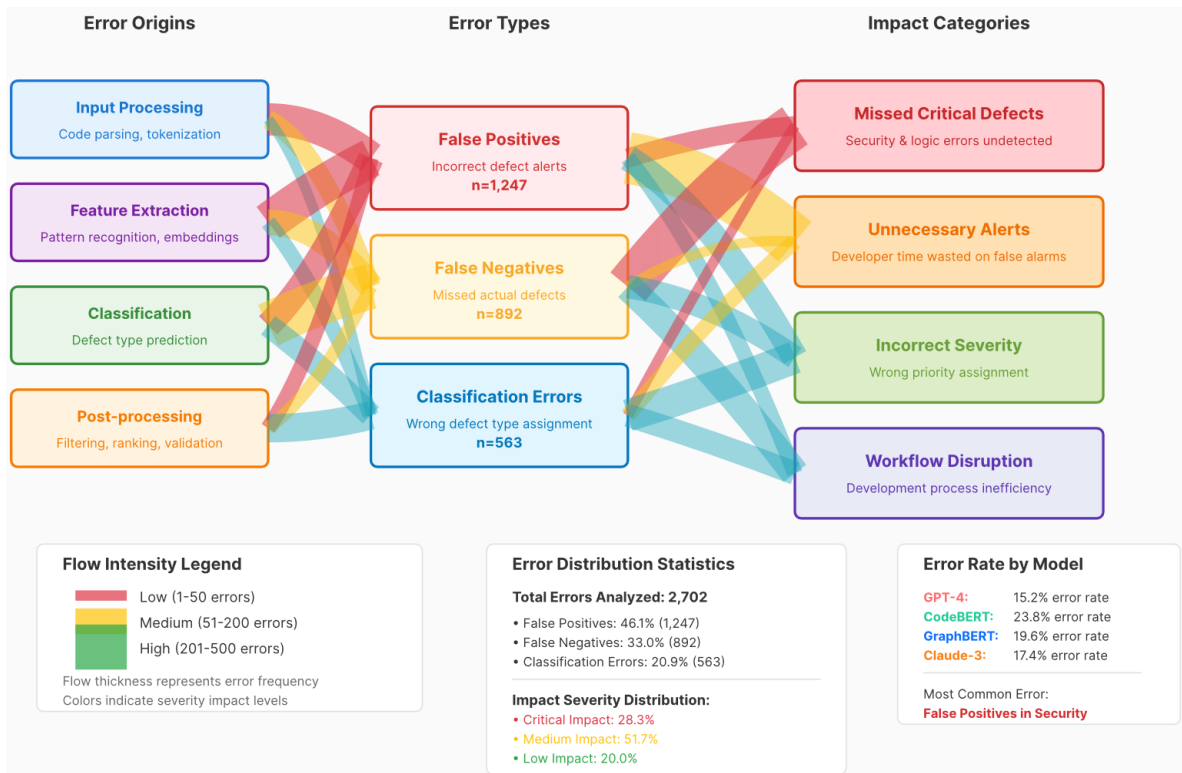 Error Origins
Error Types
Impact Categories
Input Processing
Code parsing, tokenization
Feature Extraction
Pattern recognition, embeddings
Classification
Defect type prediction
Post-processing
Filtering, ranking, validation
False Positives
Incorrect defect alerts
n=1,247
False Negatives
Missed actual defects
n=892
Classification Errors
Wrong defect type assignment
n=563
Missed Critical Defects
Security & logic errors undetected
Unnecessary Alerts
Developer time wasted on false alarms
Incorrect Severity
Wrong priority assignment
Workflow Disruption
Development process inefficiency
Flow Intensity Legend
Low (1-50 errors)
Medium (51-200 errors)
High (201-500 errors)
Flow thickness represents error frequency
Colors indicate severity impact levels
Error Distribution Statistics
Total Errors Analyzed: 2,702
• False Positives: 46.1% (1,247)
• False Negatives: 33.0% (892)
• Classification Errors: 20.9% (563)
Impact Severity Distribution:
• Critical Impact: 28.3%
• Medium Impact: 51.7%
• Low Impact: 20.0%
Error Rate by Model
GPT-4: 15.2% error rate
CodeBERT: 23.8% error rate
GraphBERT: 19.6% error rate
Claude-3: 17.4% error rate
Most Common Error:
False Positives in Security